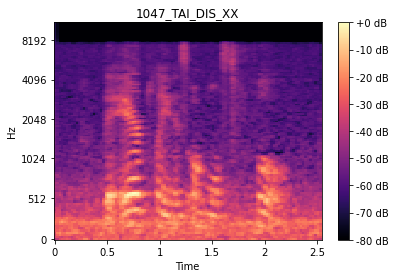 1047_TAI_DIS_XX
+0 dB
8192
-10 dB
4096
-20 dB
-30 dB
2048
Hz
-40 dB
1024
-50 dB
512
-60 dB
-70 dB
0
-80 dB
0 0.5 1 1.5 2 2.5
Time